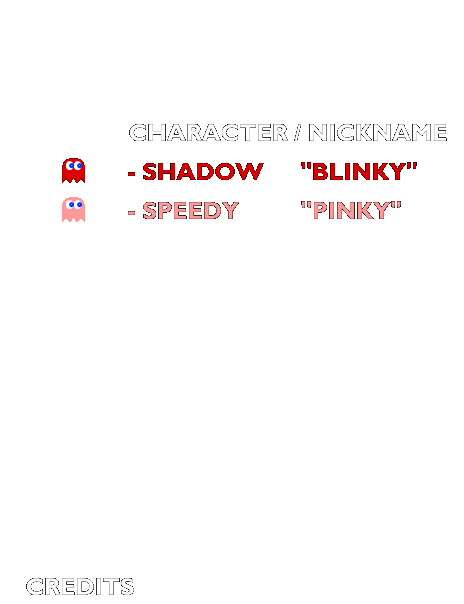 CHARACTER / NICKNAME
- SHADOW "BLINKY"
- SPEEDY "PINKY"
CREDITS